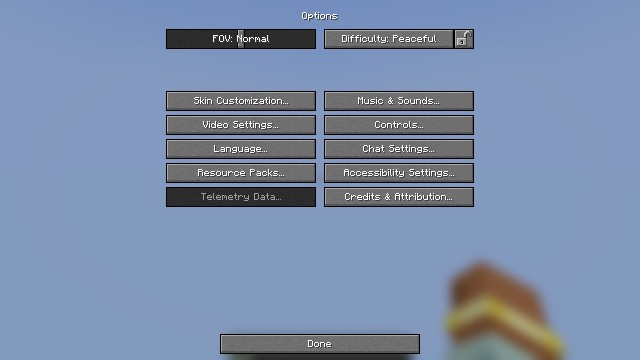 Options
FOV: Normal
Difficulty: Peaceful
Skin Customization...
Music & Sounds...
Video Settings...
Controls...
Language...
Chat Settings...
Resource Packs...
Accessibility Settings...
Telemetry Data...
Credits & Attribution...
Done